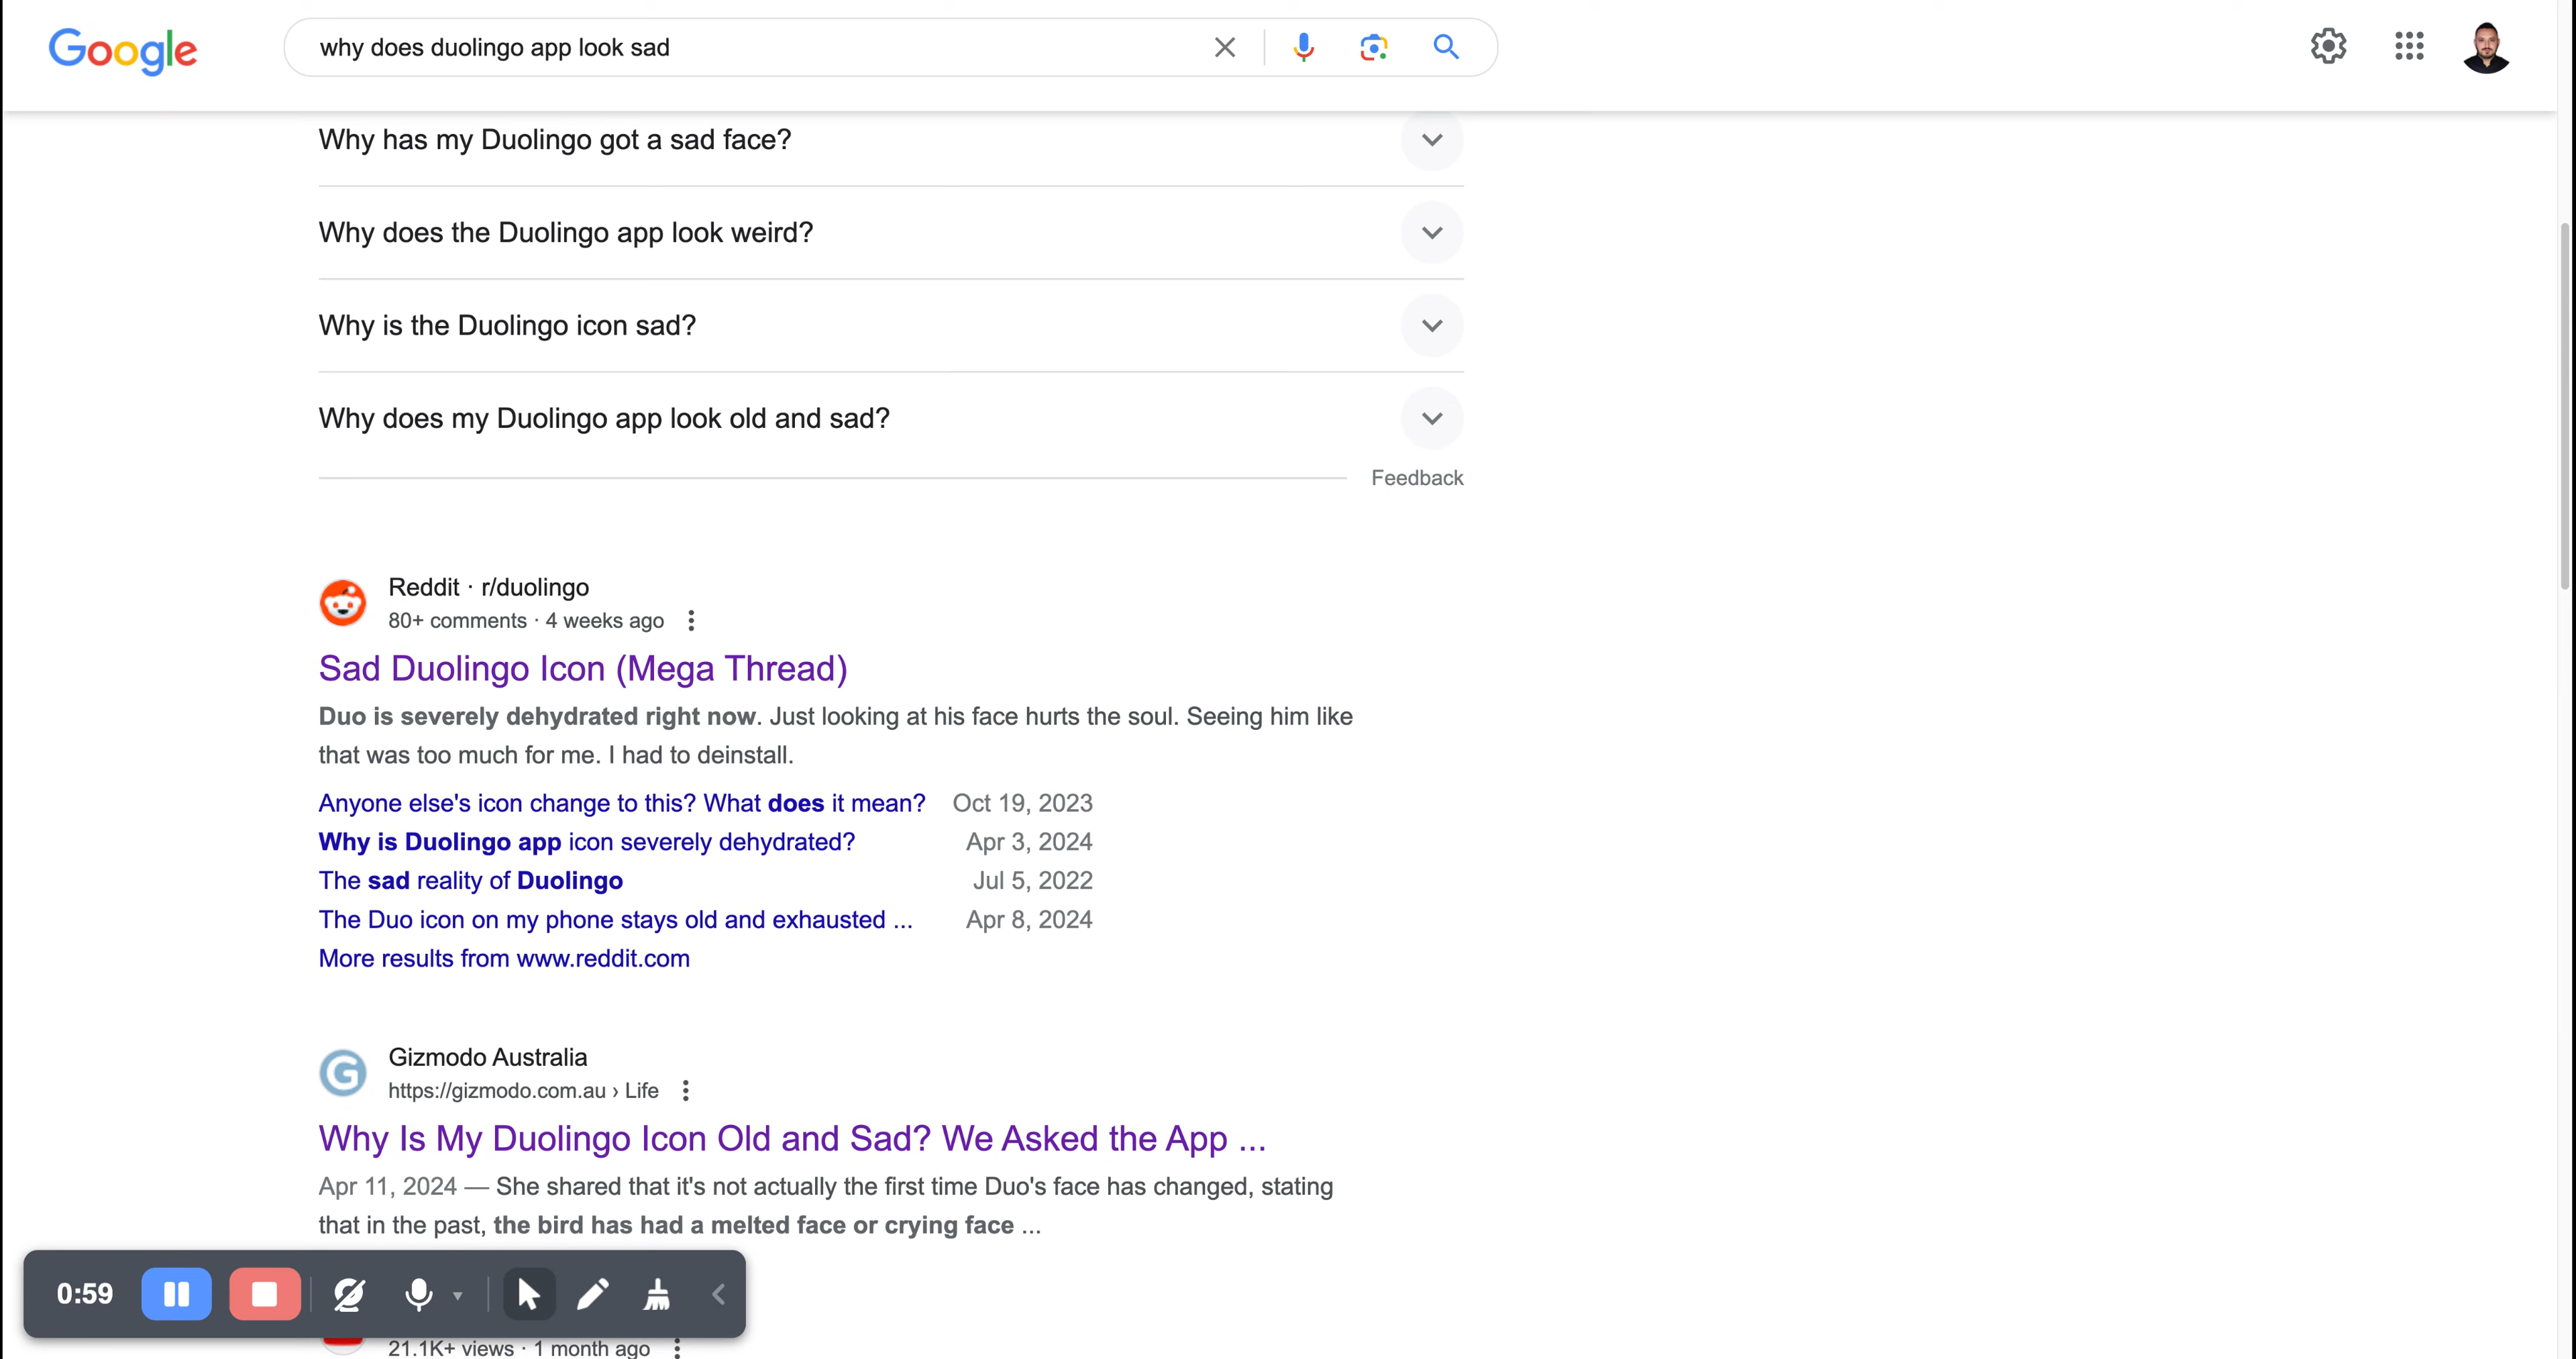 Google
why does duolingo app look sad
Why has my Duolingo got a sad face?
Why does the Duolingo app look weird?
Why is the Duolingo icon sad?
Why does my Duolingo app look old and sad?
Feedback
Reddit · r/duolingo
80+ comments · 4 weeks ago
Sad Duolingo Icon (Mega Thread)
Duo is severely dehydrated right now. Just looking at his face hurts the soul. Seeing him like
that was too much for me. I had to deinstall.
Anyone else's icon change to this? What does it mean? Oct 19, 2023
Why is Duolingo app icon severely dehydrated? Apr 3, 2024
The sad reality of Duolingo Jul 5, 2022
The Duo icon on my phone stays old and exhausted ... Apr 8, 2024
More results from www.reddit.com
G
Gizmodo Australia
https://gizmodo.com.au › Life
Why Is My Duolingo Icon Old and Sad? We Asked the App ...
Apr 11, 2024 — She shared that it's not actually the first time Duo's face has changed, stating
that in the past, the bird has had a melted face or crying face ...
0:59
21.1K+ views · 1 month ago